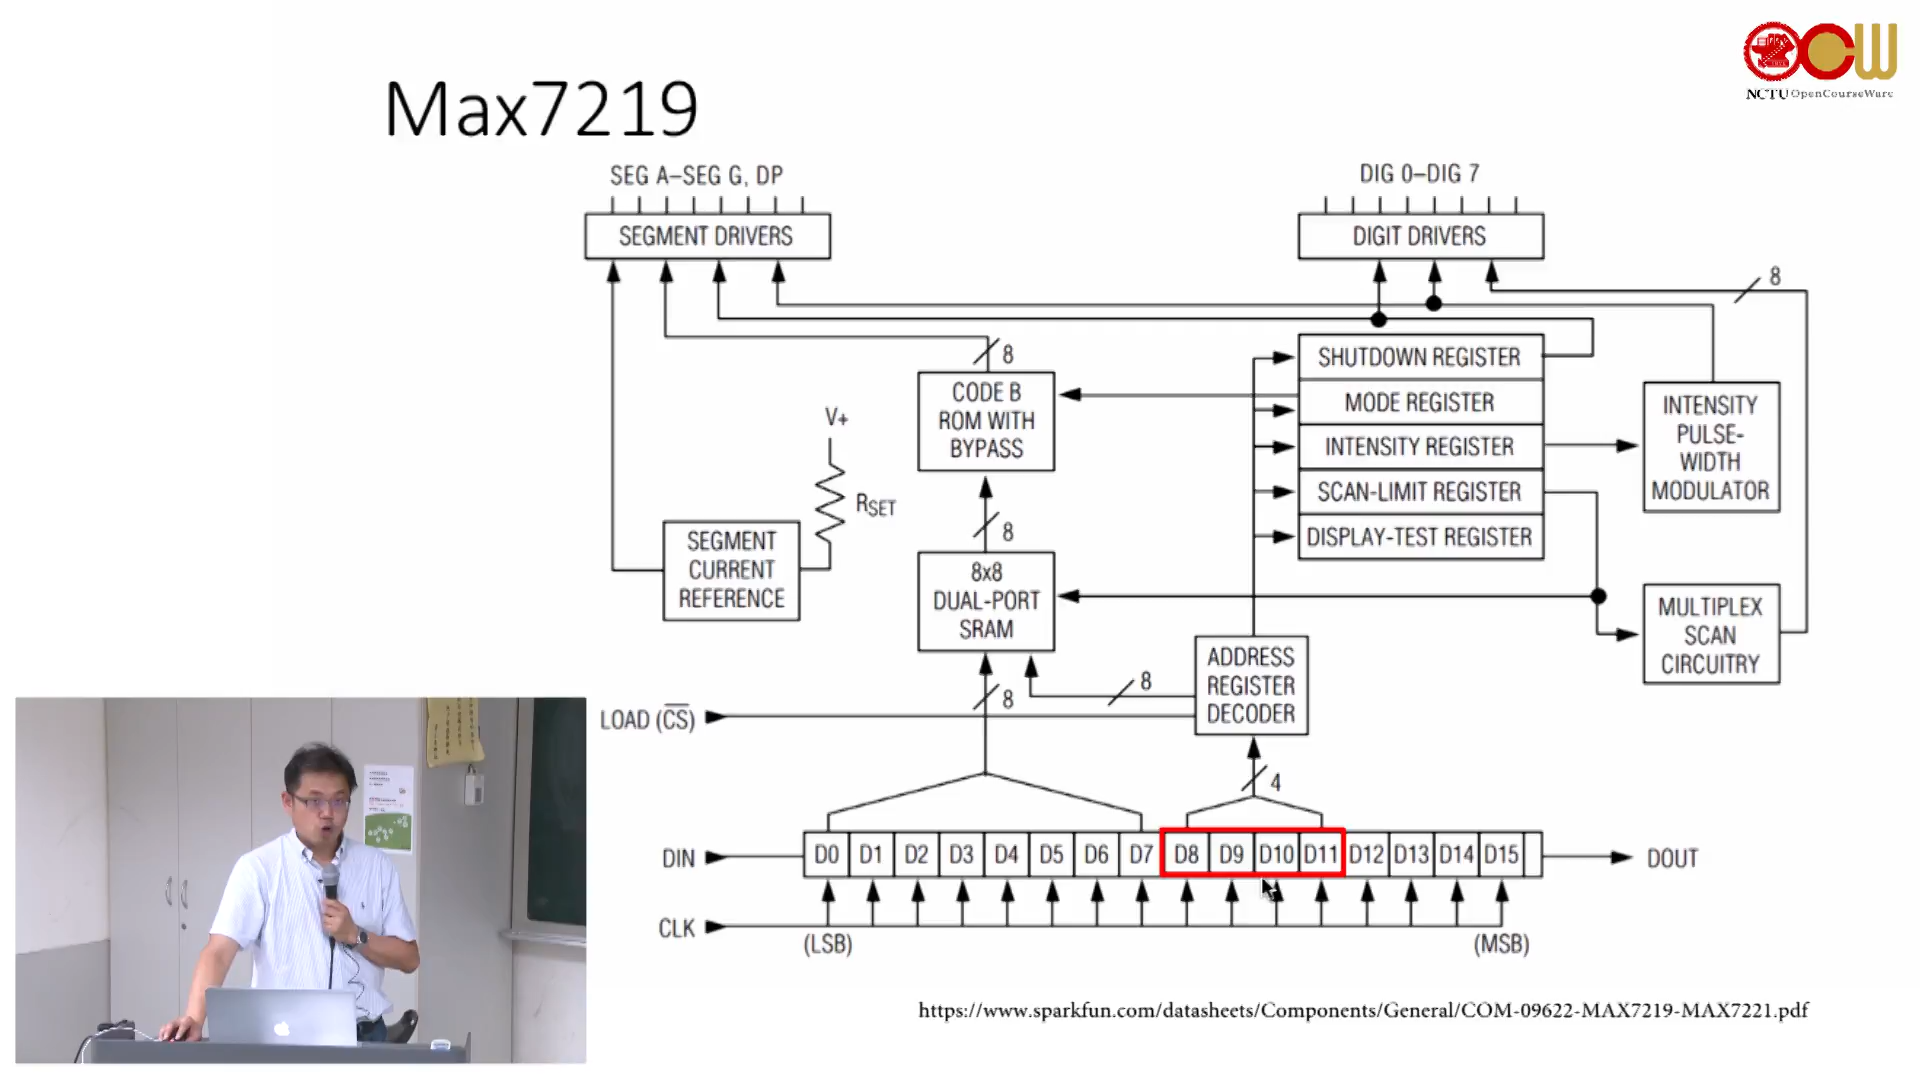 NCTU OpenCourseWare
Max7219
SEG A–SEG G, DP
DIG 0–DIG 7
SEGMENT DRIVERS
DIGIT DRIVERS
8
8
SHUTDOWN REGISTER
MODE REGISTER
INTENSITY REGISTER
SCAN-LIMIT REGISTER
DISPLAY-TEST REGISTER
CODE B
ROM WITH
BYPASS
INTENSITY
PULSE-
WIDTH
MODULATOR
V+
RSET
8
SEGMENT
CURRENT
REFERENCE
8x8
DUAL-PORT
SRAM
MULTIPLEX
SCAN
CIRCUITRY
ADDRESS
REGISTER
DECODER
8
8
LOAD (CS)
4
DIN
D0 D1 D2 D3 D4 D5 D6 D7 D8 D9 D10 D11 D12 D13 D14 D15
DOUT
CLK
(LSB)
(MSB)
https://www.sparkfun.com/datasheets/Components/General/COM-09622-MAX7219-MAX7221.pdf